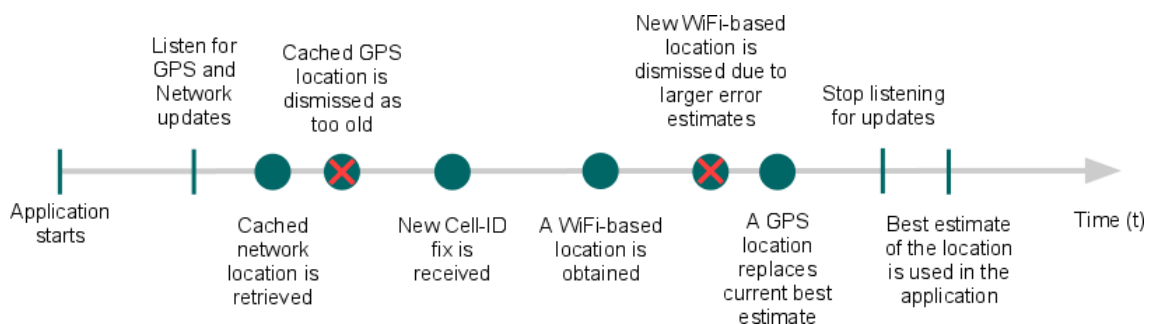 Application
starts
Listen for
GPS and
Network
updates
Cached
network
location is
retrieved
Cached GPS
location is
dismissed as
too old
New Cell-ID
fix is
received
A WiFi-based
location is
obtained
New WiFi-based
location is
dismissed due to
larger error
estimates
A GPS
location
replaces
current best
estimate
Stop listening
for updates
Best estimate
of the location
is used in the
application
Time (t)